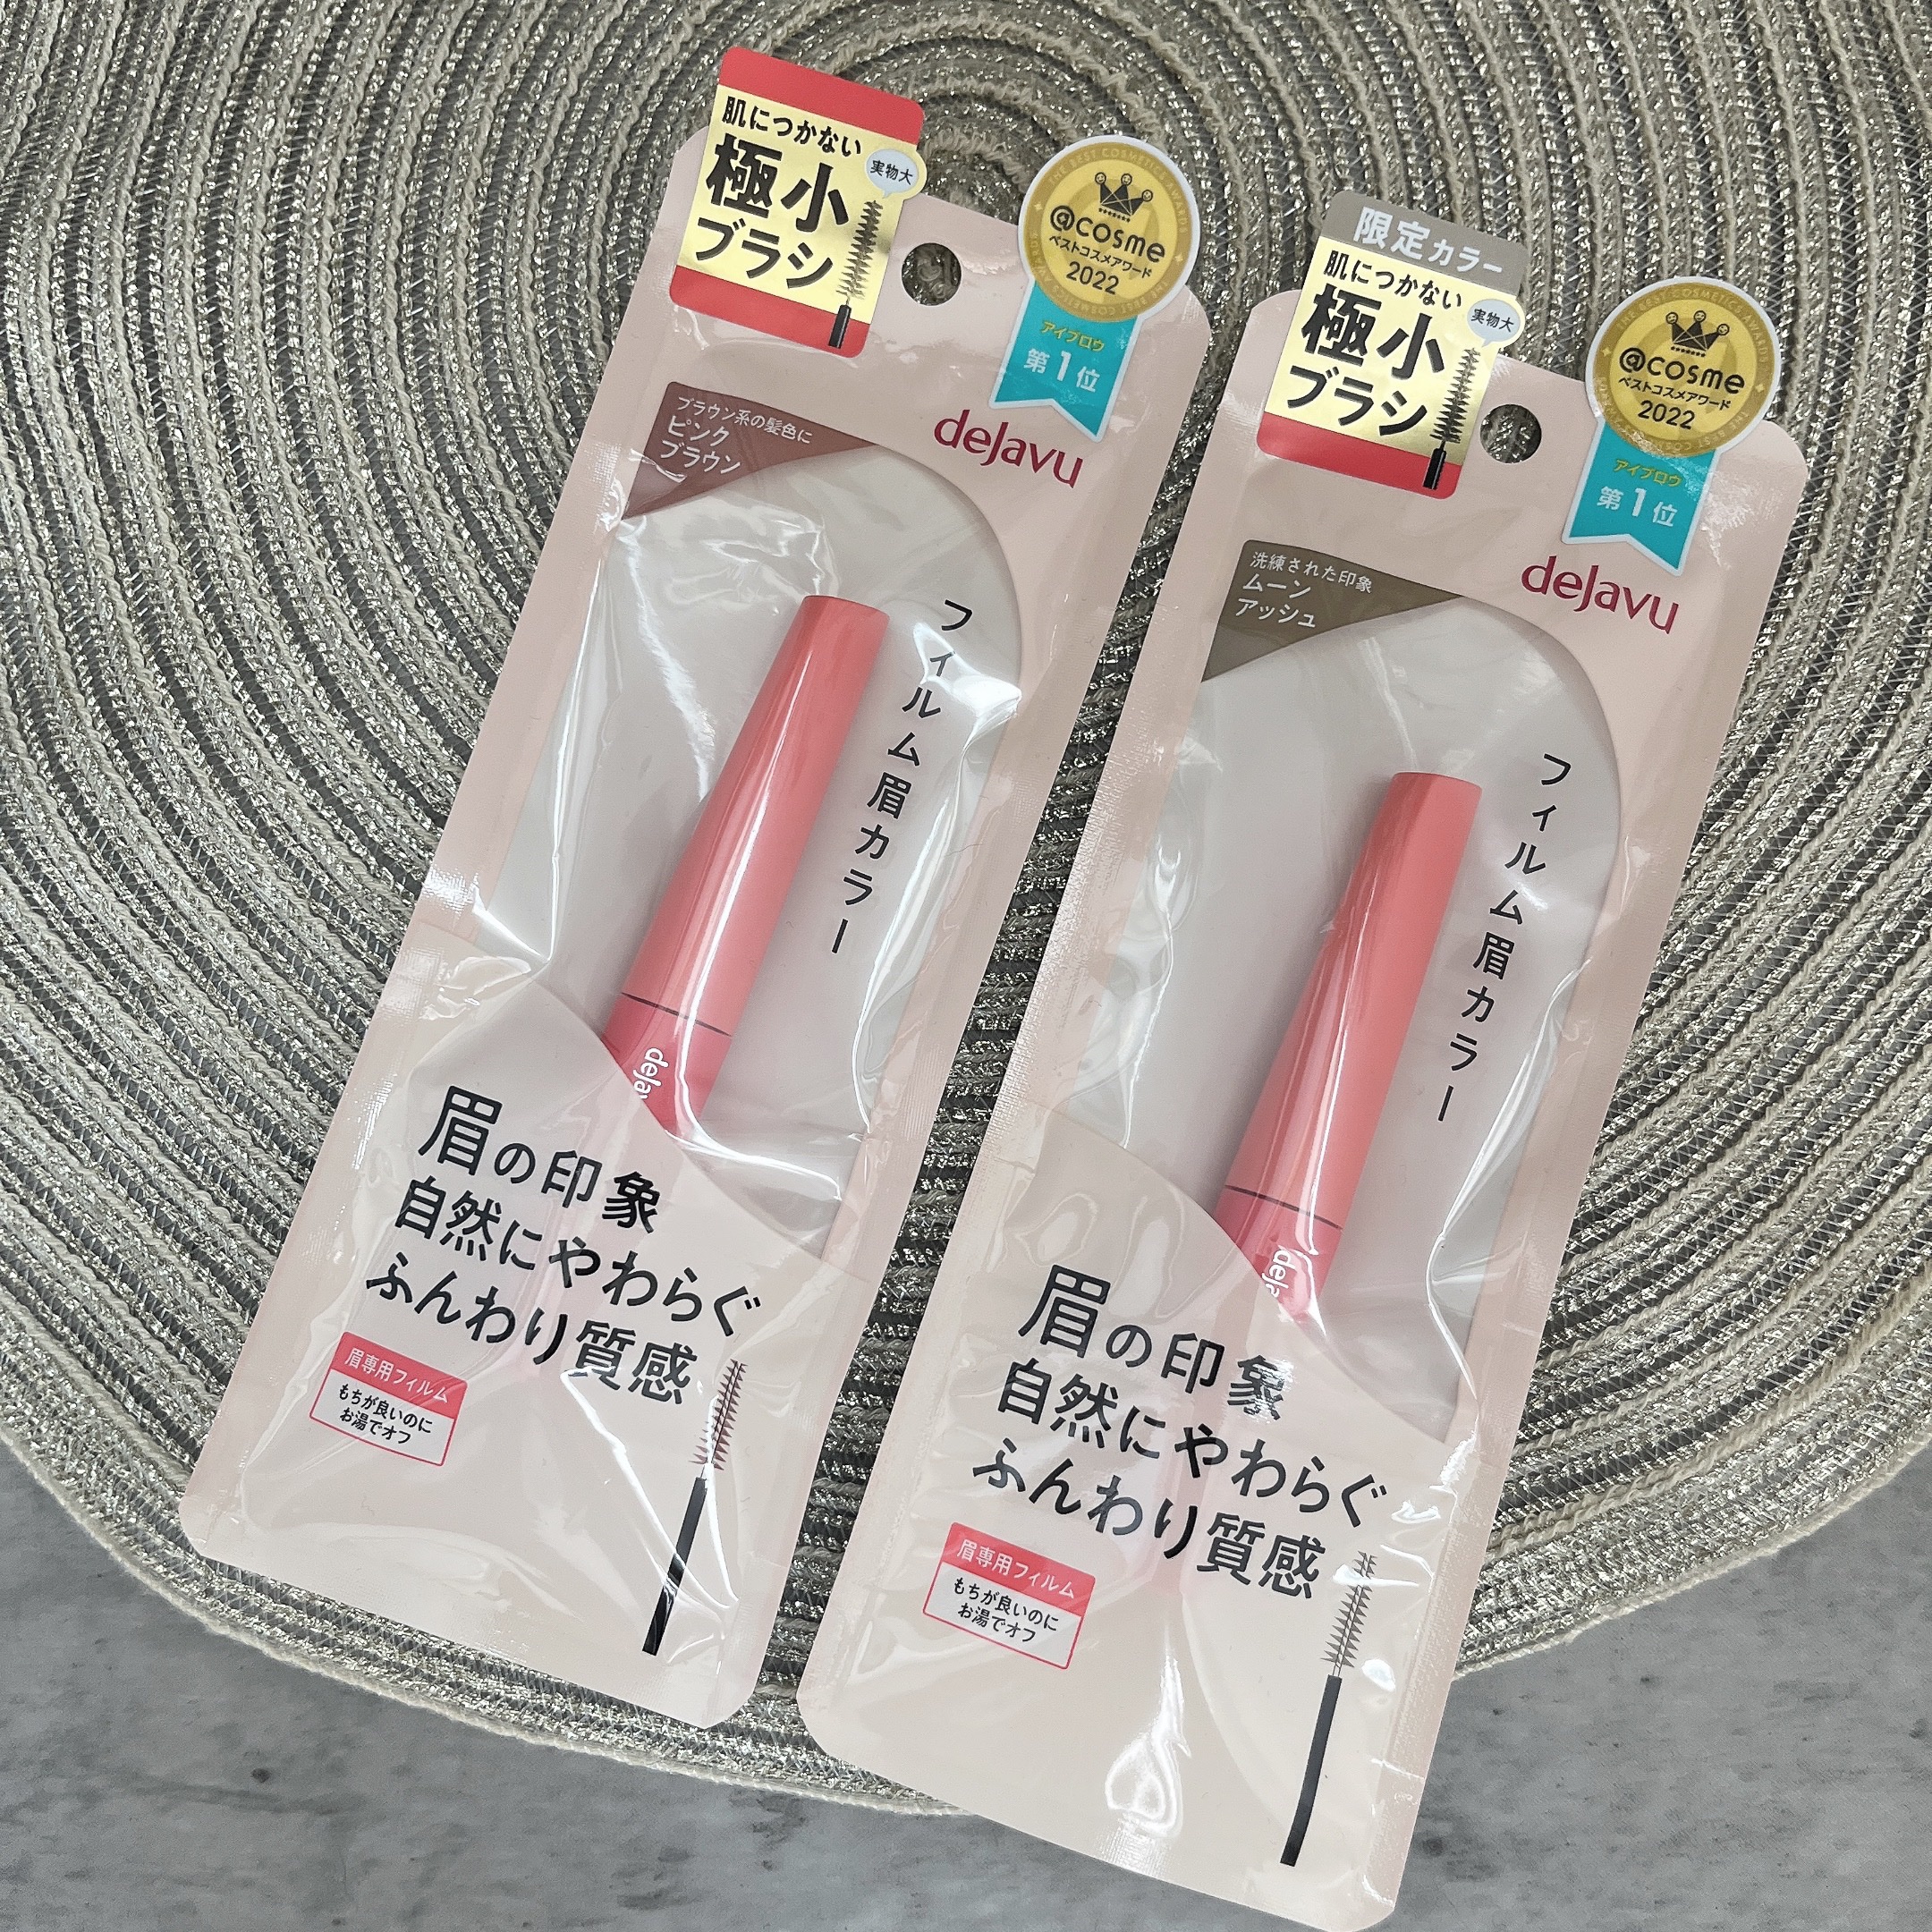 肌につかない
極小
ブラシ
実物大
@cosme
ベストコスメアワード
2022
アイブロウ
第1位
ブラウン系の髪色に
ピンク
ブラウン
dejavu
フィルム眉カラー
眉の印象
自然にやわらぐ
ふんわり質感
眉専用フィルム
もちが良いのに
お湯でオフ
限定カラー
肌につかない
極小
ブラシ
実物大
@cosme
ベストコスメアワード
2022
アイブロウ
第1位
洗練された印象
ムーン
アッシュ
dejavu
フィルム眉カラー
眉の印象
自然にやわらぐ
ふんわり質感
眉専用フィルム
もちが良いのに
お湯でオフ